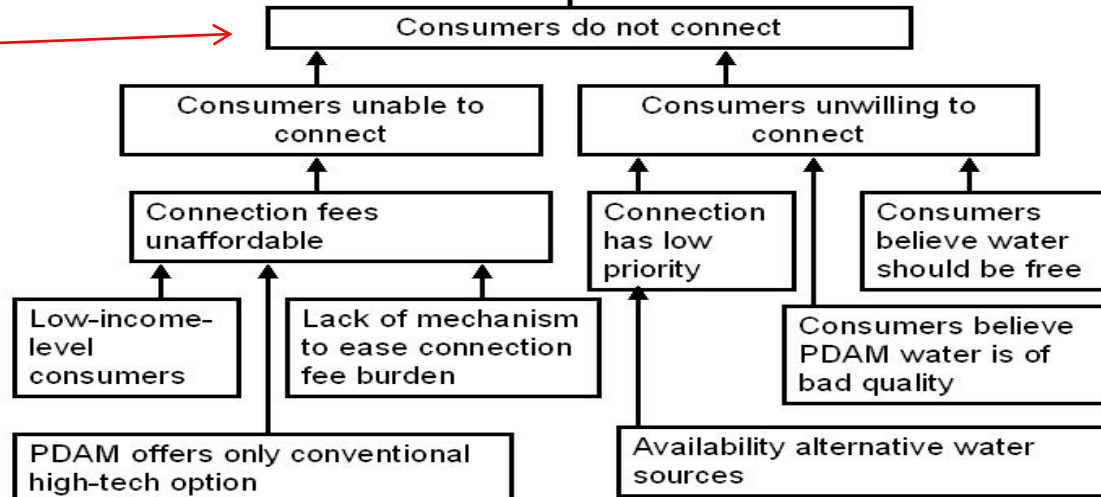 Consumers do not connect
Consumers unable to
connect
Consumers unwilling to
connect
Connection fees
unaffordable
Connection
has low
priority
Consumers
believe water
should be free
Low-income-
level
consumers
Lack of mechanism
to ease connection
fee burden
Consumers believe
PDAM water is of
bad quality
PDAM offers only conventional
high-tech option
Availability alternative water
sources